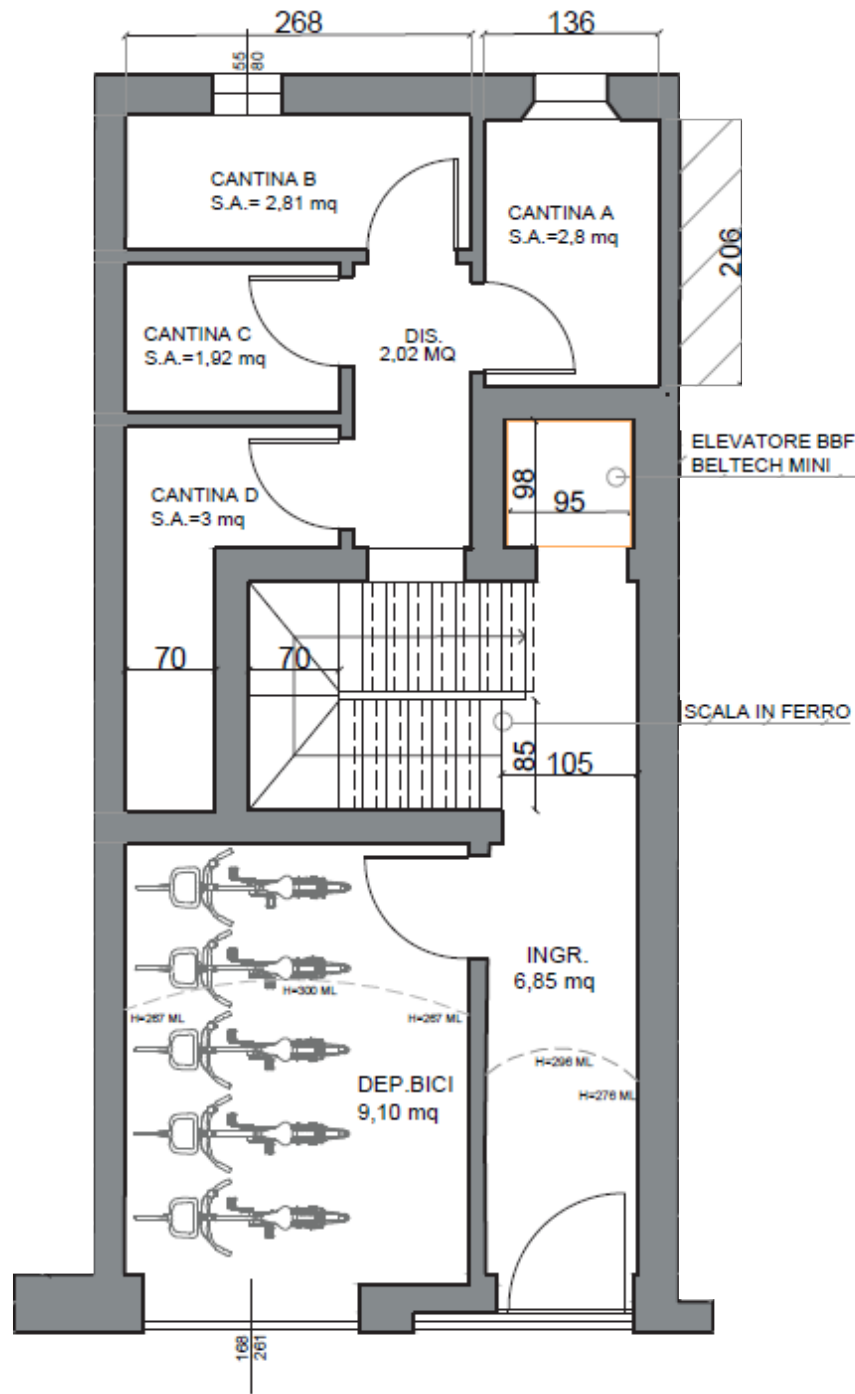 268
136
55
80
CANTINA B
S.A.= 2,81 mq
CANTINA A
S.A.=2,8 mq
206
CANTINA C
S.A.=1,92 mq
DIS.
2,02 MQ
ELEVATORE BBF
BELTECH MINI
98
95
CANTINA D
S.A.=3 mq
70
70
SCALA IN FERRO
85
105
INGR.
6,85 mq
H=300 ML
H=267 ML
H=267 ML
H=296 ML
H=276 ML
DEP.BICI
9,10 mq
168
261